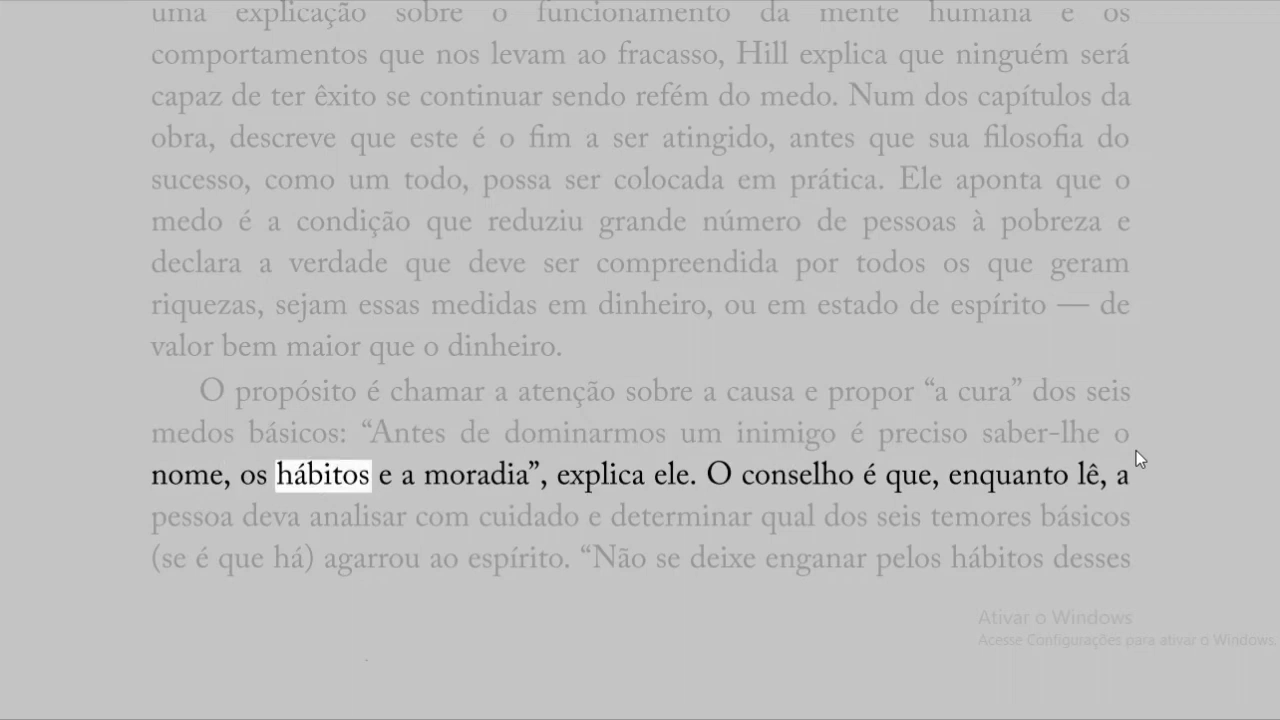 uma explicação sobre o funcionamento da mente humana e os
comportamentos que nos levam ao fracasso, Hill explica que ninguém será
capaz de ter êxito se continuar sendo refém do medo. Num dos capítulos da
obra, descreve que este é o fim a ser atingido, antes que sua filosofia do
sucesso, como um todo, possa ser colocada em prática. Ele aponta que o
medo é a condição que reduziu grande número de pessoas à pobreza e
declara a verdade que deve ser compreendida por todos os que geram
riquezas, sejam essas medidas em dinheiro, ou em estado de espírito — de
valor bem maior que o dinheiro.
O propósito é chamar a atenção sobre a causa e propor “a cura” dos seis
medos básicos: “Antes de dominarmos um inimigo é preciso saber-lhe o
nome, os hábitos e a moradia”, explica ele. O conselho é que, enquanto lê, a
pessoa deva analisar com cuidado e determinar qual dos seis temores básicos
(se é que há) agarrou ao espírito. “Não se deixe enganar pelos hábitos desses
Ativar o Windows
Acesse Configurações para ativar o Windows.